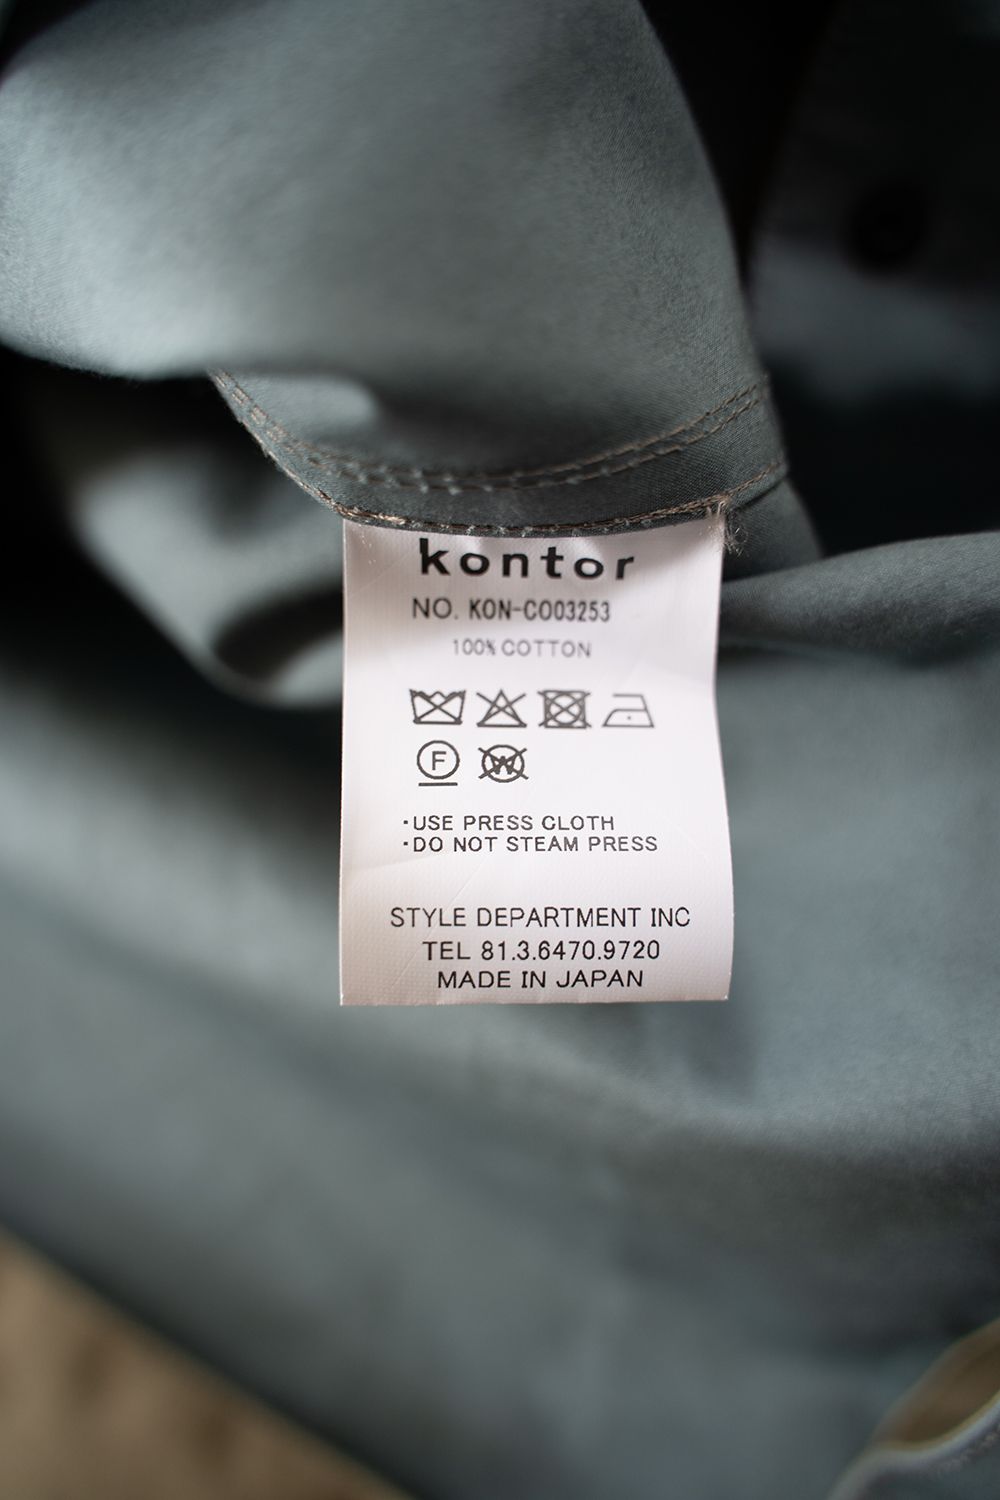 kontor
NO. KON-CO03253
100% COTTON
F
W
·USE PRESS CLOTH
·DO NOT STEAM PRESS
STYLE DEPARTMENT INC
TEL 81.3.6470.9720
MADE IN JAPAN